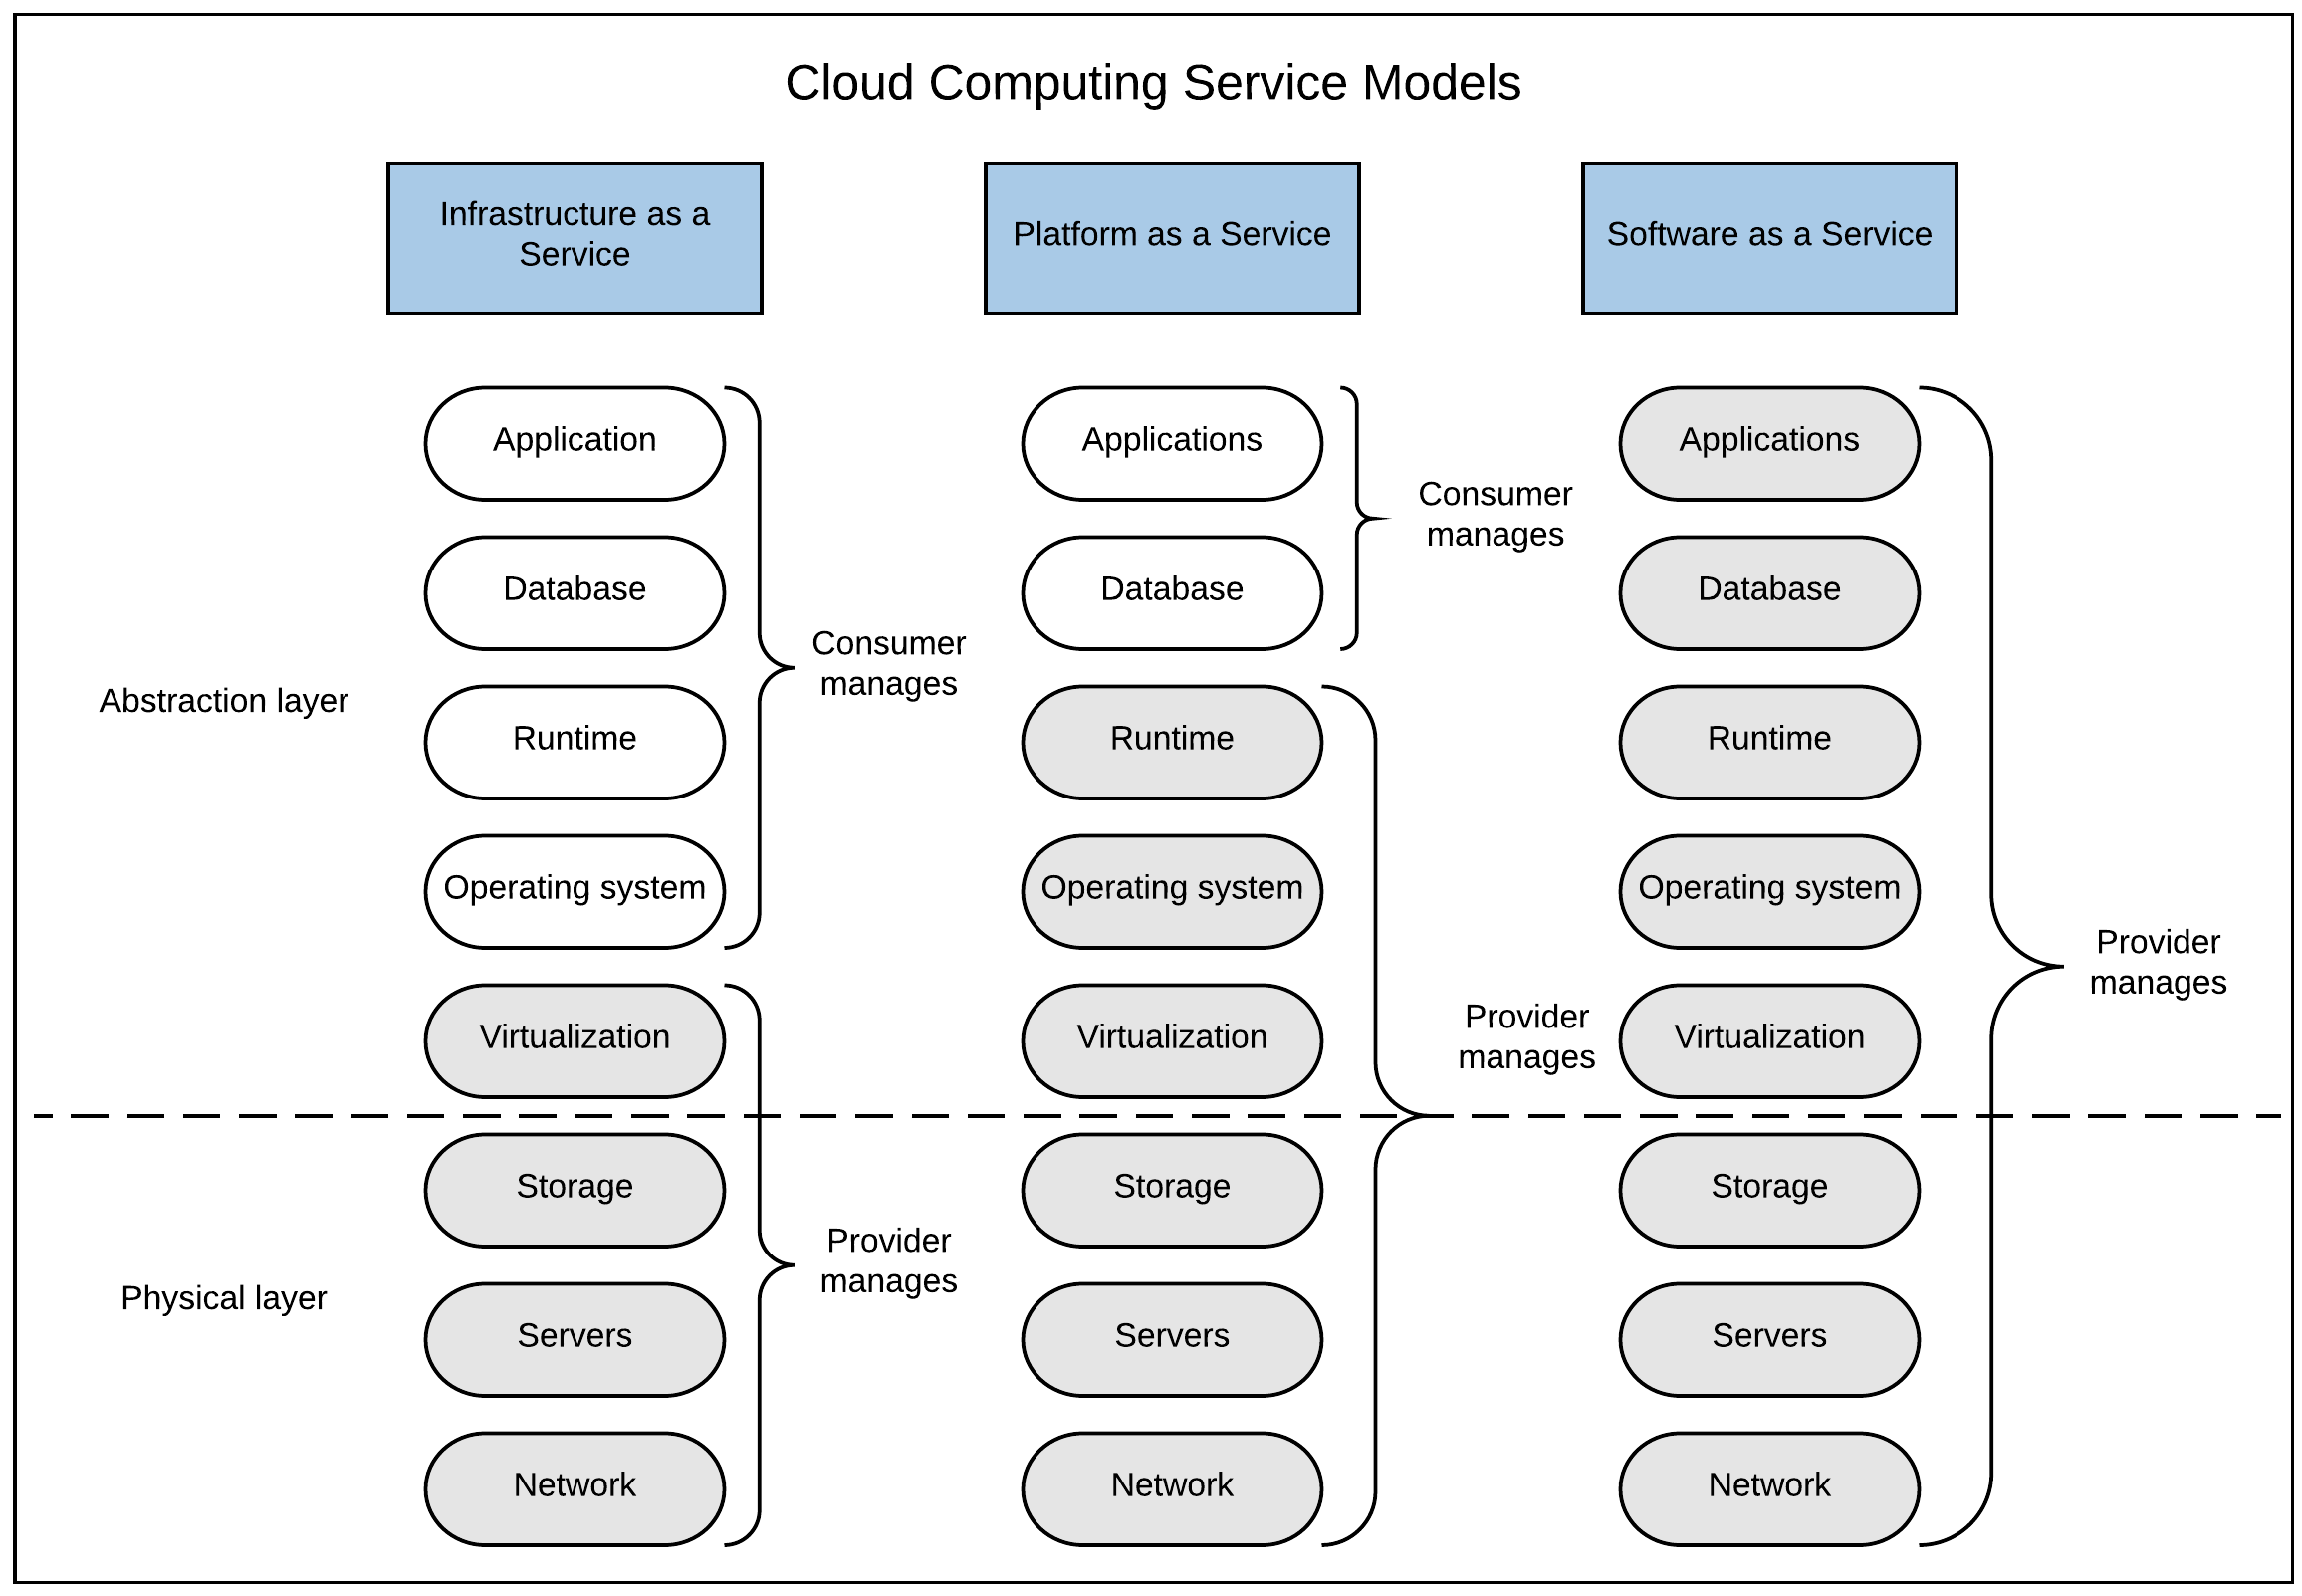 Cloud Computing Service Models
Infrastructure as a
Service
Platform as a Service
Software as a Service
Application
Applications
Applications
Consumer
manages
Database
Database
Database
Consumer
manages
Abstraction layer
Runtime
Runtime
Runtime
Operating system
Operating system
Operating system
Provider
manages
Virtualization
Virtualization
Provider
manages
Virtualization
Storage
Storage
Storage
Provider
manages
Physical layer
Servers
Servers
Servers
Network
Network
Network